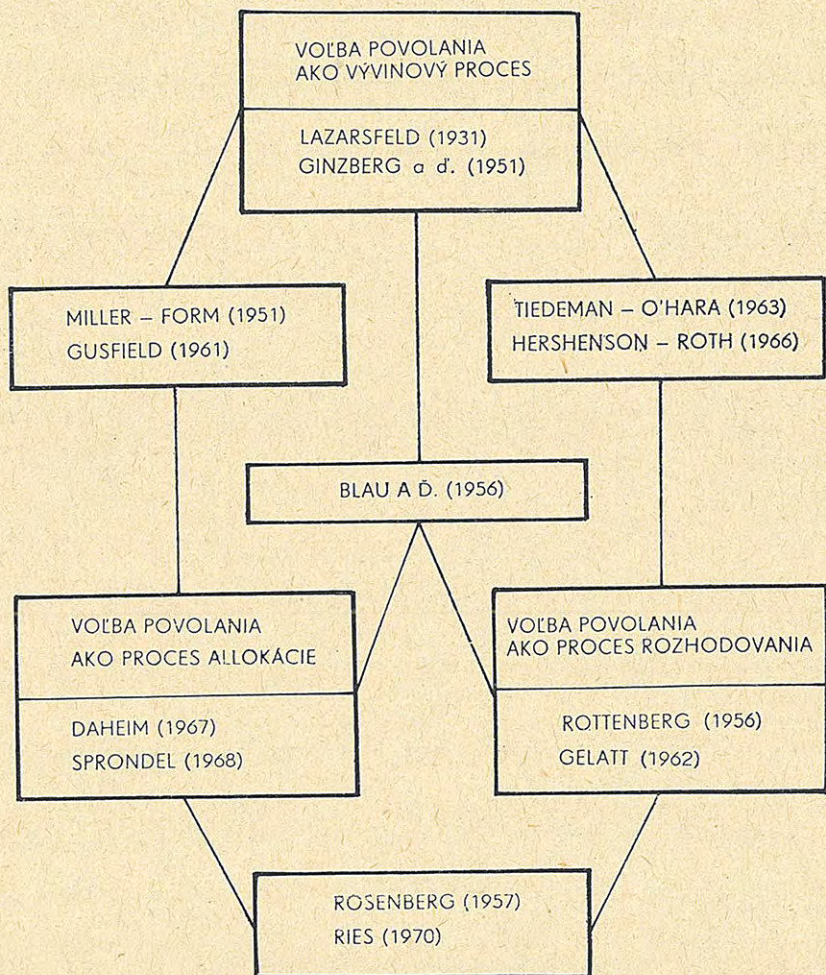 VOĽBA POVOLANIA
AKO VÝVINOVÝ PROCES
LAZARSFELD (1931)
GINZBERG a ď. (1951)
MILLER – FORM (1951)
GUSFIELD (1961)
TIEDEMAN – O'HARA (1963)
HERSHENSON – ROTH (1966)
BLAU A Ď. (1956)
VOĽBA POVOLANIA
AKO PROCES ALLOKÁCIE
DAHEIM (1967)
SPRONDEL (1968)
VOĽBA POVOLANIA
AKO PROCES ROZHODOVANIA
ROTTENBERG (1956)
GELATT (1962)
ROSENBERG (1957)
RIES (1970)